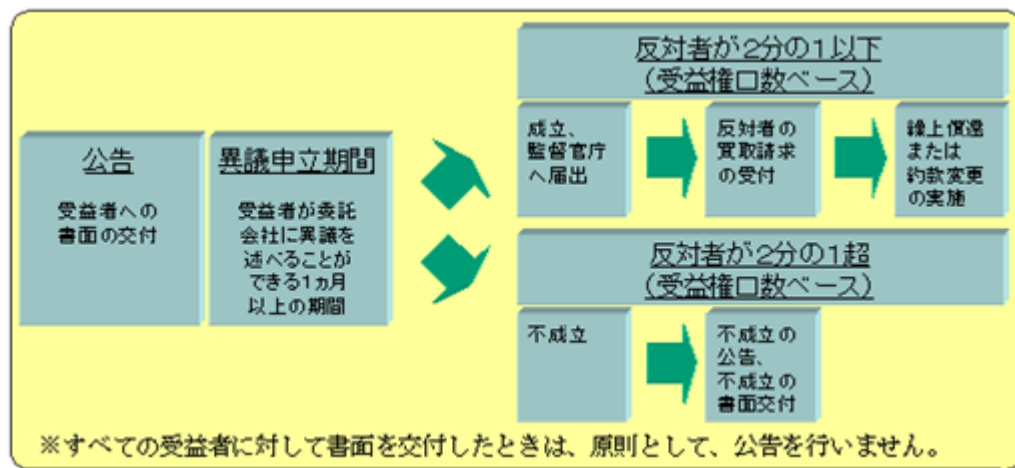 公告
受益者への
書面の交付
異議申立期間
受益者が委託
会社に異議を
述べることが
できる1ヵ月
以上の期間
反対者が2分の1以下
(受益権口数ベース)
成立、
監督官庁
へ届出
反対者の
買取請求
の受付
繰上償還
または
約款変更
の実施
反対者が2分の1超
(受益権口数ベース)
不成立
不成立の
公告、
不成立の
書面交付
※すべての受益者に対して書面を交付したときは、原則として、公告を行いません。